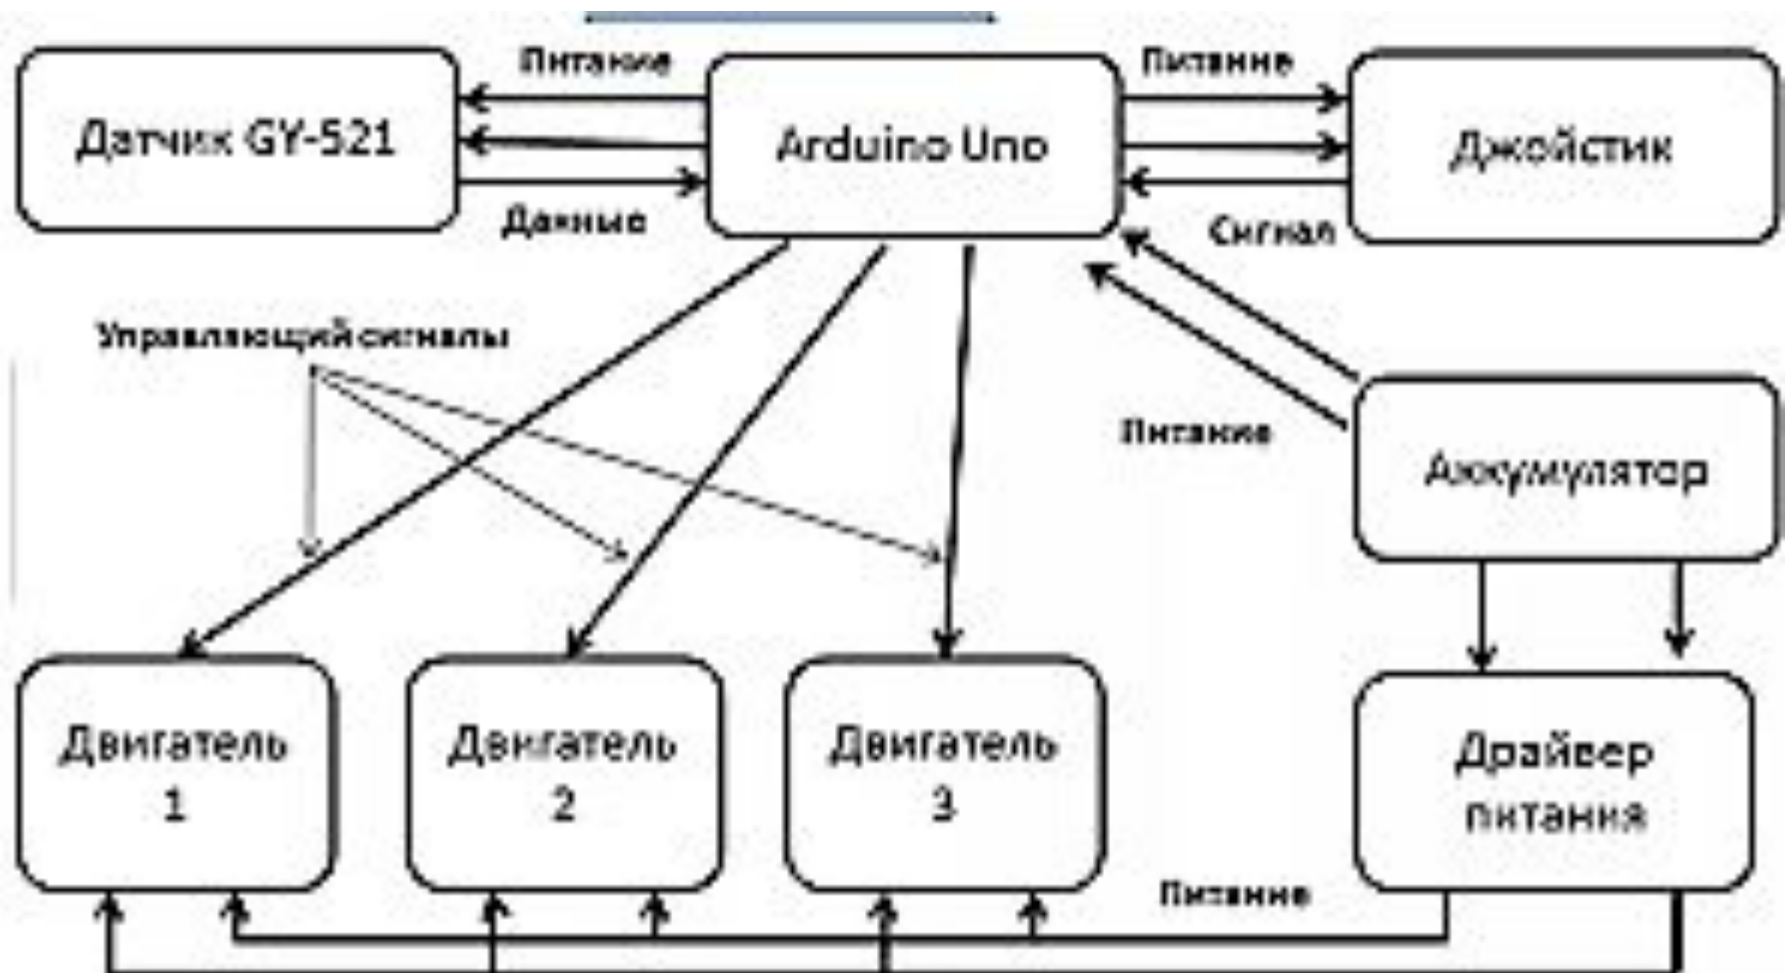 Питание
Питание
Датчик GY-521
Arduino Uno
Джойстик
Данные
Сигнал
Управляющий сигналы
Питание
Аккумулятор
Двигатель
1
Двигатель
2
Двигатель
3
Драйвер
питания
Питание